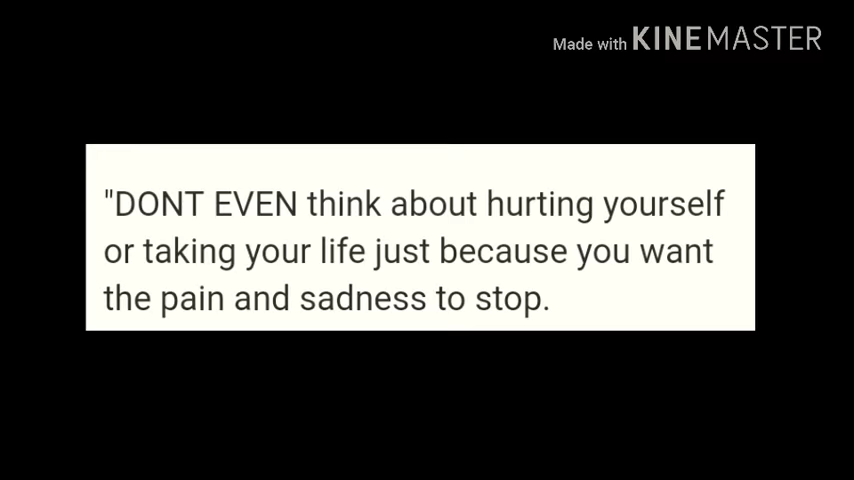 Made with KINEMASTER
"DONT EVEN think about hurting yourself
or taking your life just because you want
the pain and sadness to stop.